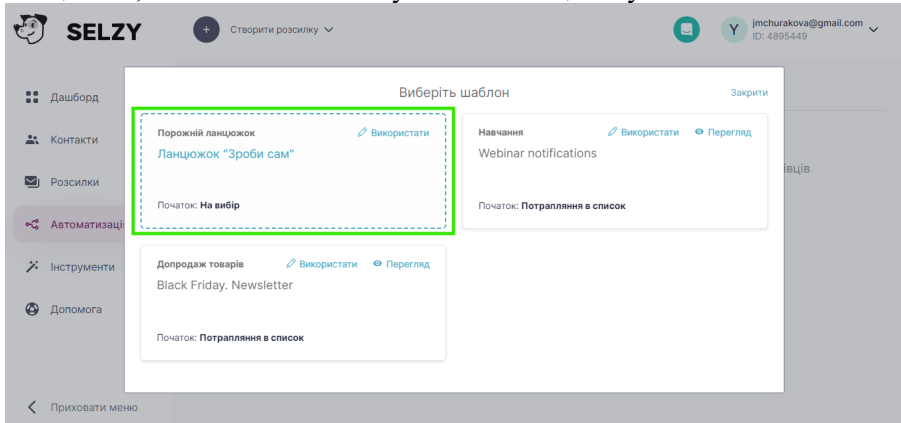 SELZY
+ Створити розсилку
Y jmchurakova@gmail.com
ID: 4895449
Виберіть шаблон
Закрити
Дашборд
Контакти
Розсилки
Автоматизаці
Інструменти
Допомога
Приховати меню
Порожній ланцюжок Використати
Ланцюжок "Зроби сам"
Початок: На вибір
Навчання Використати Перегляд
Webinar notifications
Початок: Потрапляння в список
Допродаж товарів Використати Перегляд
Black Friday. Newsletter
Початок: Потрапляння в список
івців